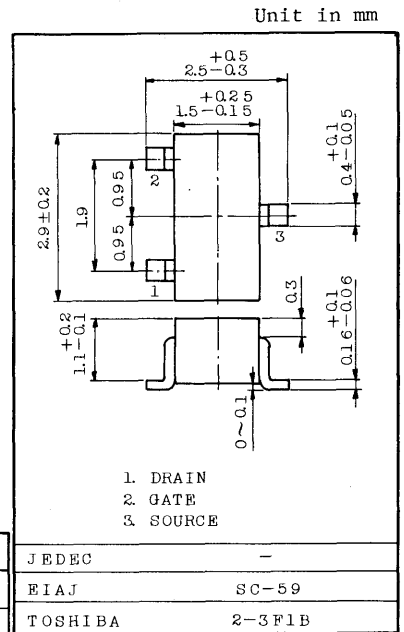 Unit in mm
+0.5
2.5-0.3
+0.25
1.5-0.15
2.9±0.2
1.9
0.95
0.95
2
1
3
+0.1
0.4-0.05
+0.2
1.1-0.1
0.3
+0.1
0.16-0.06
0~0.1
1. DRAIN
2. GATE
3. SOURCE
JEDEC -
EIAJ SC-59
TOSHIBA 2-3F1B